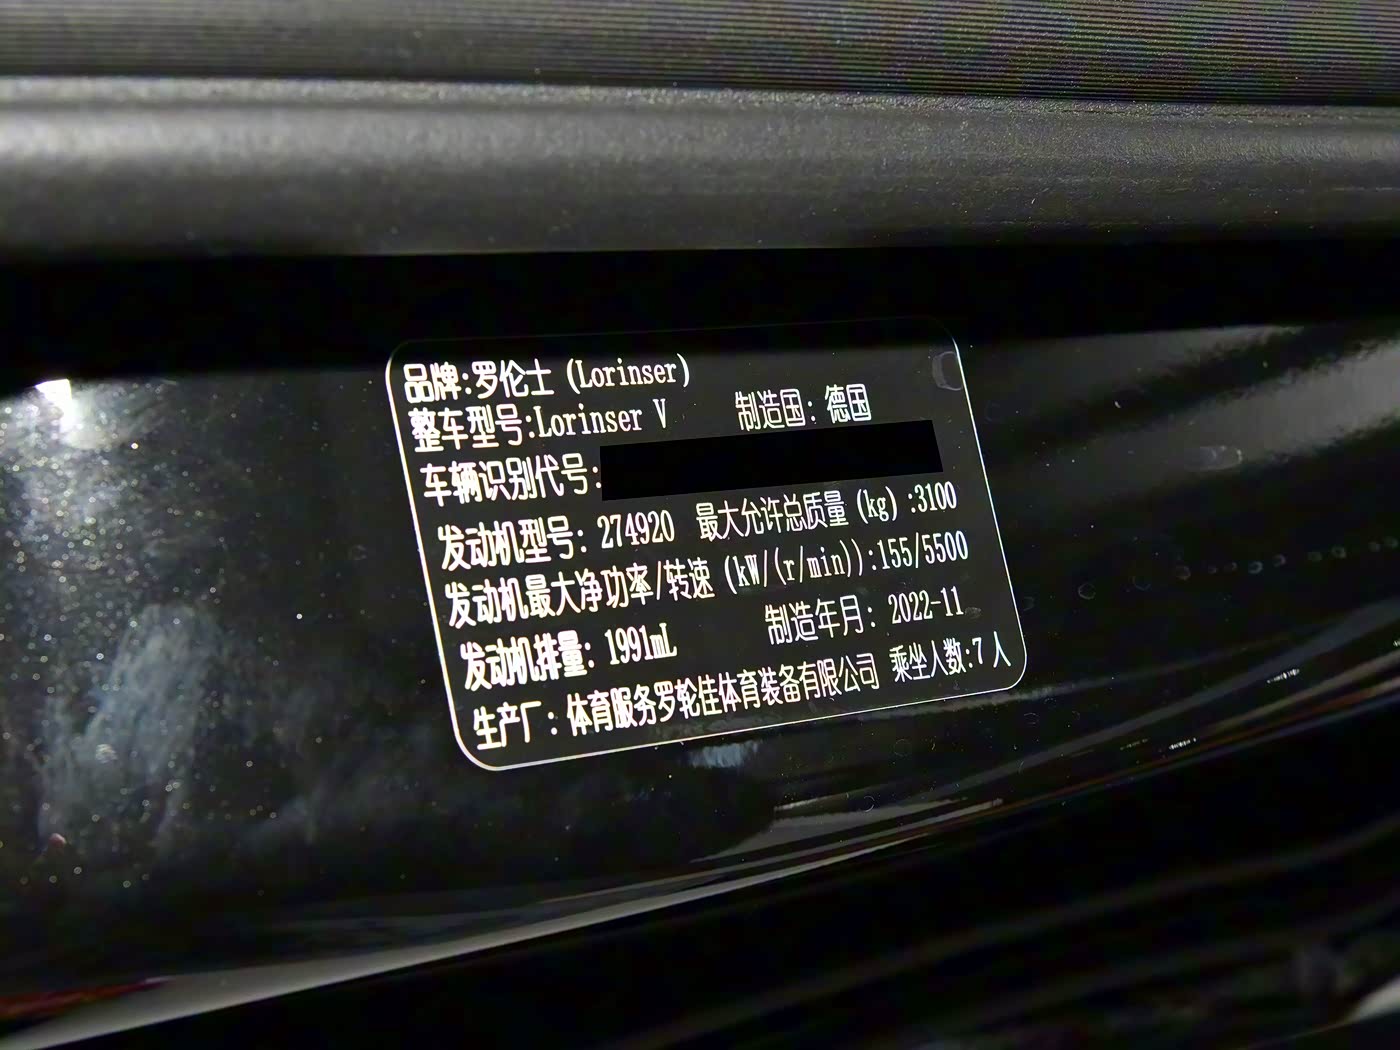 品牌:罗伦士 (Lorinser)
整车型号:Lorinser V 制造国: 德国
车辆识别代号:
发动机型号: 274920 最大允许总质量 (kg) :3100
发动机最大净功率/转速 (kW/(r/min)):155/5500
发动机排量: 1991mL 制造年月: 2022-11
生产厂: 体育服务罗轮佳体育装备有限公司 乘坐人数:7 人